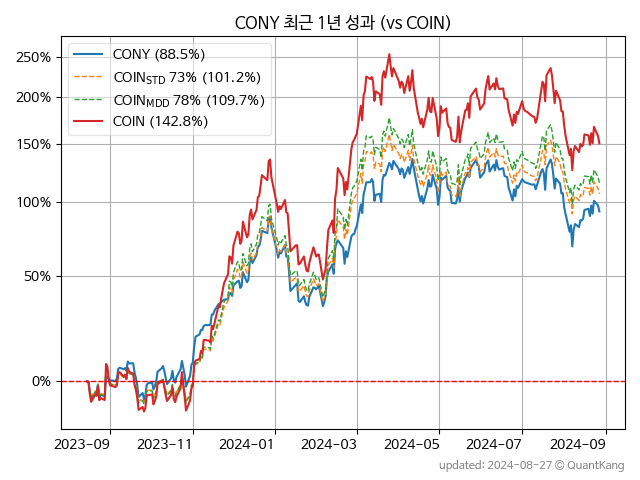 CONY 최근 1년 성과 (vs COIN)
CONY (88.5%)
COINSTD 73% (101.2%)
COINMDD 78% (109.7%)
COIN (142.8%)
250%
200%
150%
100%
50%
0%
2023-09 2023-11 2024-01 2024-03 2024-05 2024-07 2024-09
updated: 2024-08-27 © QuantKang